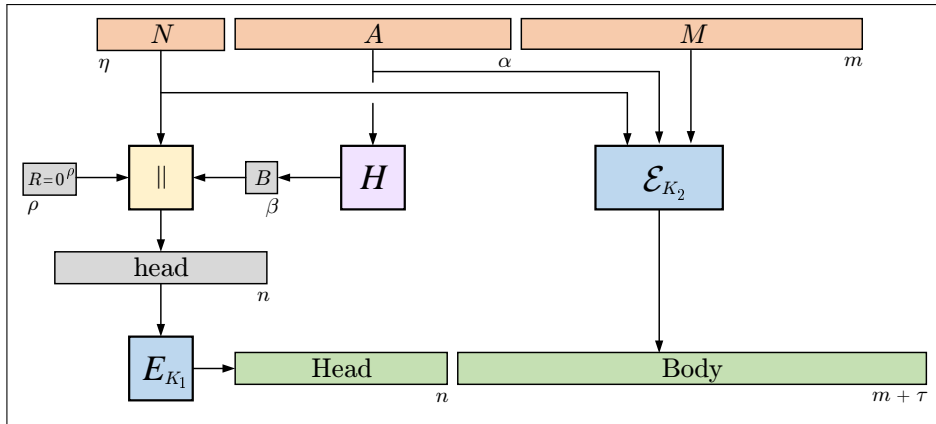 N A M
η α m
R=0^ρ || B H 𝓔_{K_2}
ρ β
head
n
E_{K_1} Head Body
n m + τ